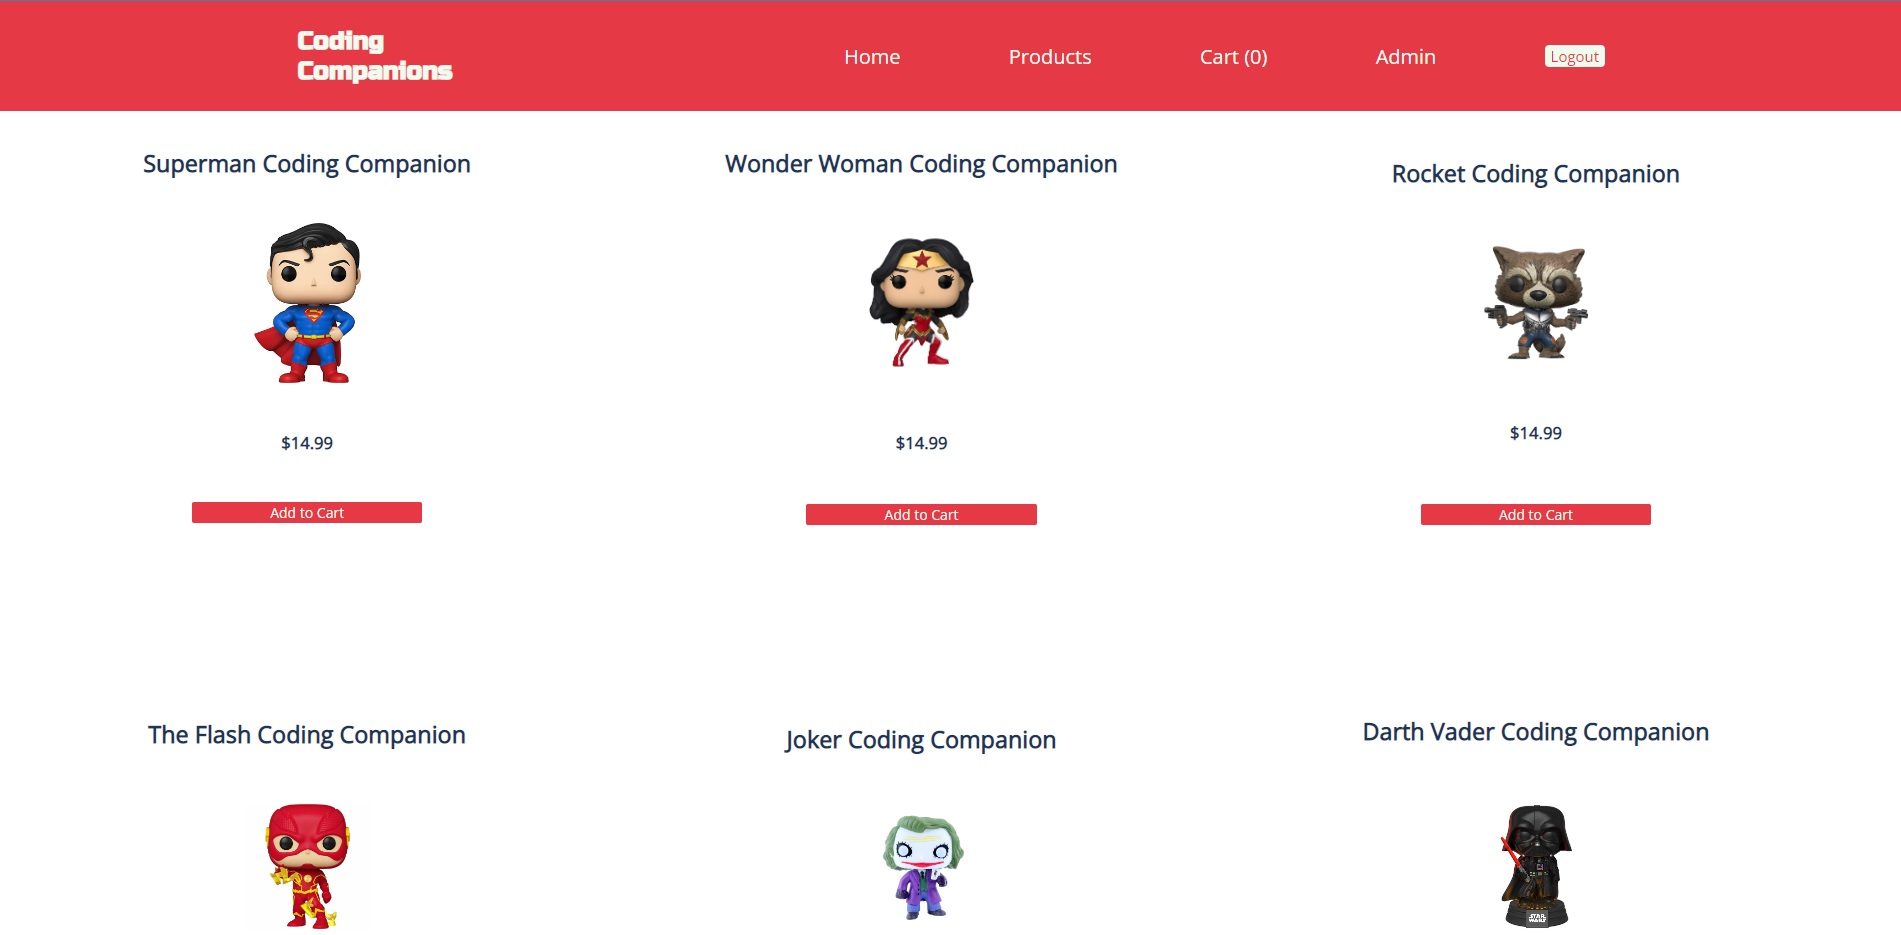 Coding
Companions
Home
Products
Cart (0)
Admin
Logout
Superman Coding Companion
Wonder Woman Coding Companion
Rocket Coding Companion
$14.99
$14.99
$14.99
Add to Cart
Add to Cart
Add to Cart
The Flash Coding Companion
Joker Coding Companion
Darth Vader Coding Companion
STAR
WARS